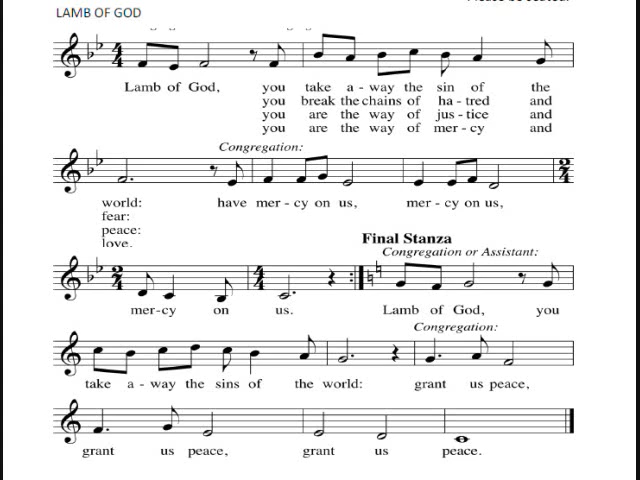 LAMB OF GOD
Lamb of God, you take a - way the sin of the
you break the chains of ha - tred and
you are the way of jus - tice and
you are the way of mer - cy and
Congregation:
world: have mer - cy on us, mer - cy on us,
fear:
peace:
love.
Final Stanza
Congregation or Assistant:
mer - cy on us. Lamb of God, you
Congregation:
take a - way the sins of the world: grant us peace,
grant us peace, grant us peace.